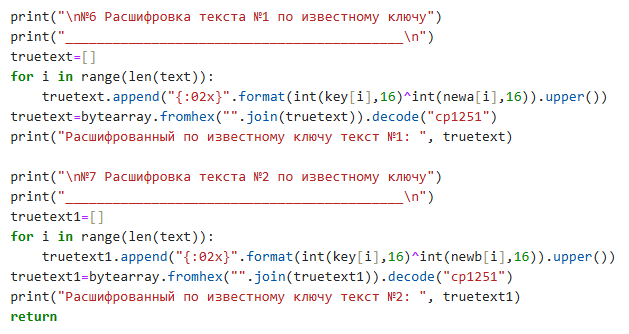 print("\n№6 Расшифровка текста №1 по известному ключу")
print("___________________________________________\n")
truetext=[]
for i in range(len(text)):
    truetext.append("{:02x}".format(int(key[i],16)^int(newa[i],16)).upper())
truetext=bytearray.fromhex("".join(truetext)).decode("cp1251")
print("Расшифрованный по известному ключу текст №1: ", truetext)

print("\n№7 Расшифровка текста №2 по известному ключу")
print("___________________________________________\n")
truetext1=[]
for i in range(len(text)):
    truetext1.append("{:02x}".format(int(key[i],16)^int(newb[i],16)).upper())
truetext1=bytearray.fromhex("".join(truetext1)).decode("cp1251")
print("Расшифрованный по известному ключу текст №2: ", truetext1)
return